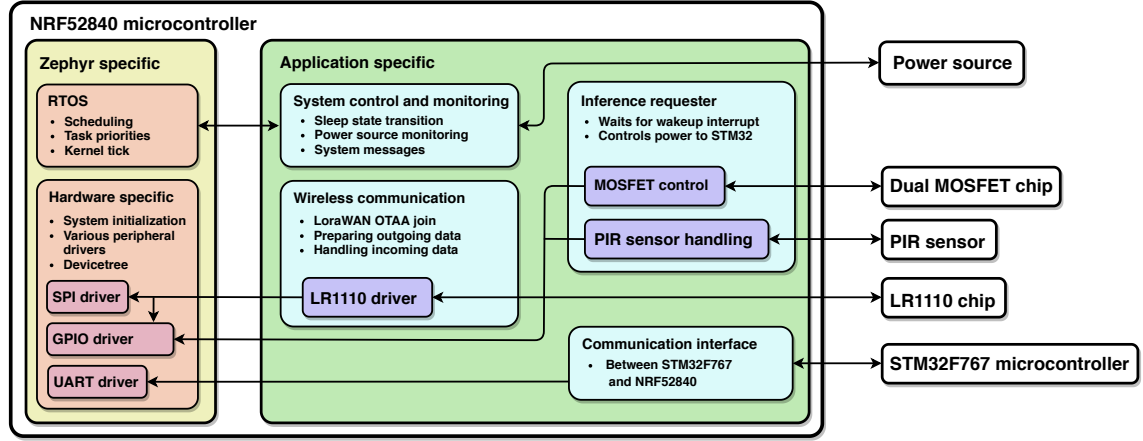 NRF52840 microcontroller
Zephyr specific
RTOS
• Scheduling
• Task priorities
• Kernel tick
Hardware specific
• System initialization
• Various peripheral
drivers
• Devicetree
SPI driver
GPIO driver
UART driver
Application specific
System control and monitoring
• Sleep state transition
• Power source monitoring
• System messages
Wireless communication
• LoraWAN OTAA join
• Preparing outgoing data
• Handling incoming data
LR1110 driver
Inference requester
• Waits for wakeup interrupt
• Controls power to STM32
MOSFET control
PIR sensor handling
Communication interface
• Between STM32F767
and NRF52840
Power source
Dual MOSFET chip
PIR sensor
LR1110 chip
STM32F767 microcontroller